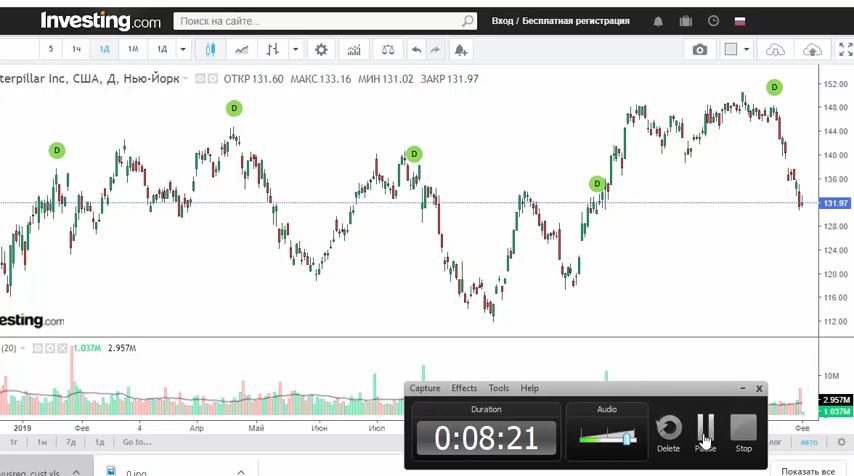 Investing.com
Поиск на сайте...
Вход / Бесплатная регистрация
5 1ч 1Д 1М 1Д
terpillar Inc, США, Д, Нью-Йорк ОТКР 131.60 МАКС 133.16 МИН 131.02 ЗАКР 131.97
D
D
D
D
D
152.00
148.00
144.00
140.00
136.00
131.97
128.00
124.00
120.00
116.00
112.00
esting.com
(20) 1.037M 2.957M
10M
2.957M
1.037M
2019 Фев 4 Апр Май Июн Июл Фев
1г 1м 7д 1д Go to...
лог авто
Capture Effects Tools Help
Duration
0:08:21
Audio
Delete Pause Stop
yusreg_cust.xls
0.jpg
Показать все